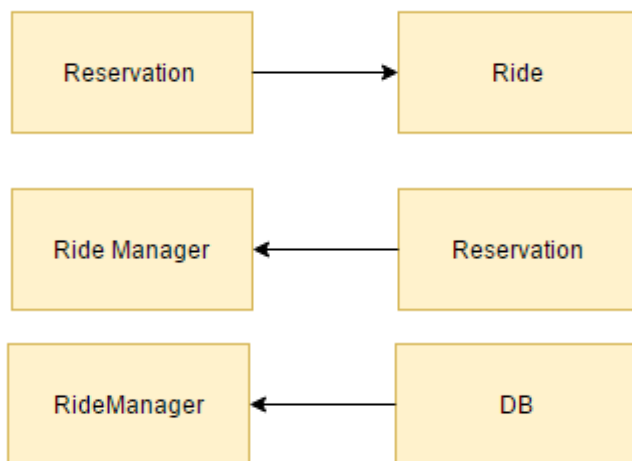 Reservation
Ride
Ride Manager
Reservation
RideManager
DB